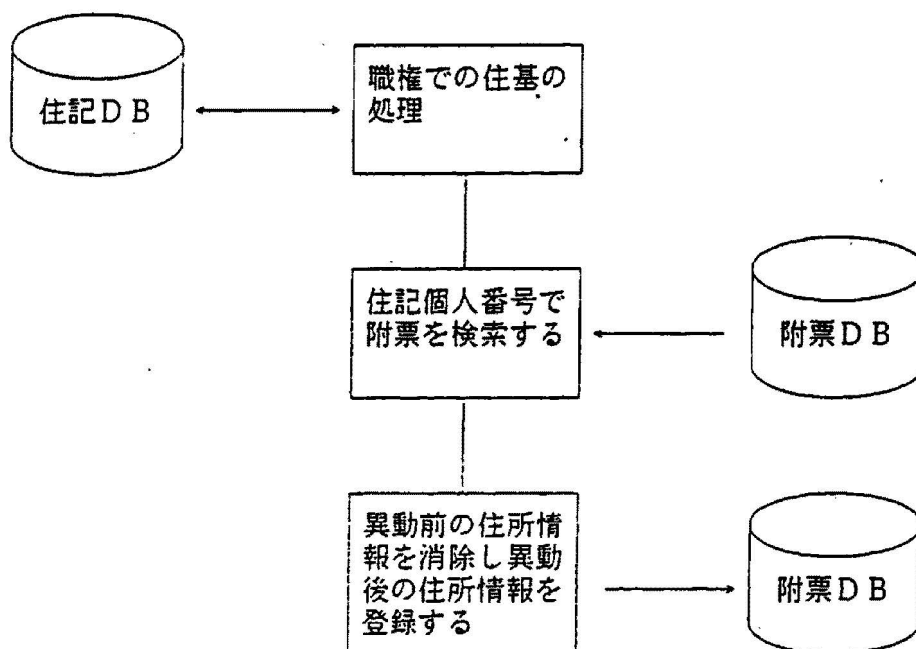 住記ＤＢ
職権での住基の
処理
住記個人番号で
附票を検索する
附票ＤＢ
異動前の住所情
報を消除し異動
後の住所情報を
登録する
附票ＤＢ